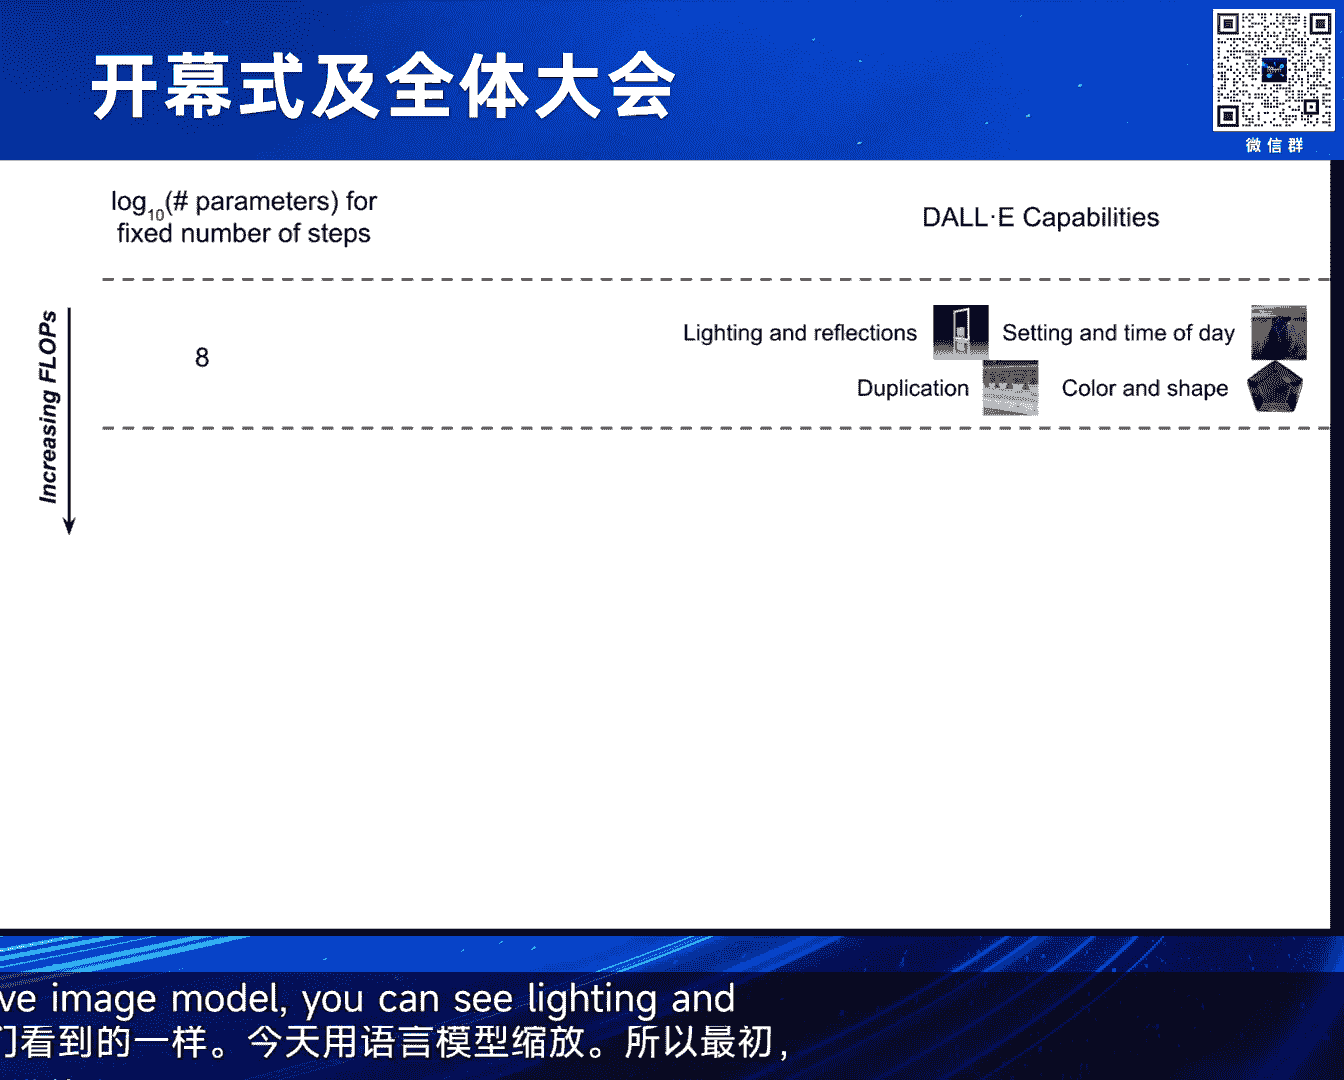 开幕式及全体大会
微信群
log10(# parameters) for
fixed number of steps
DALL·E Capabilities
Increasing FLOPs
8
Lighting and reflections
Setting and time of day
Duplication
Color and shape
ve image model, you can see lighting and
们看到的一样。今天用语言模型缩放。所以最初，